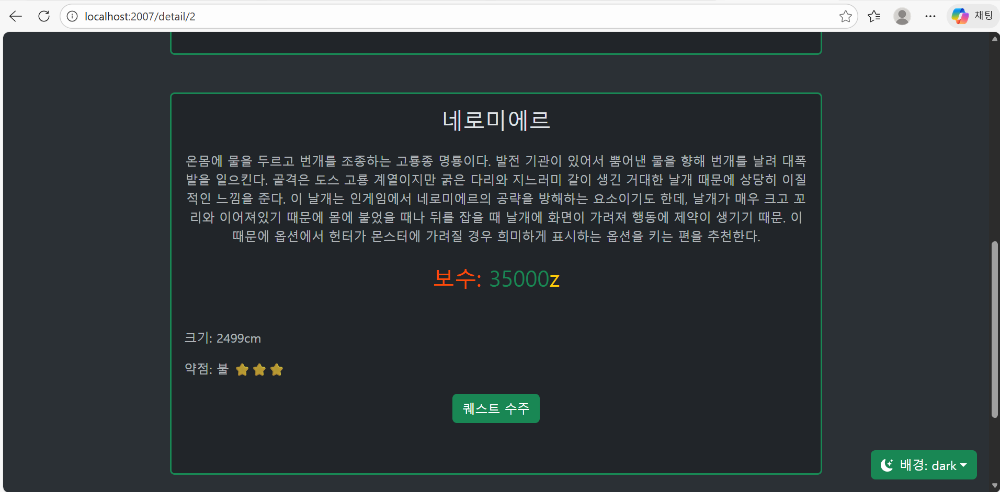 localhost:2007/detail/2
채팅
네로미에르
온몸에 물을 두르고 번개를 조종하는 고룡종 명룡이다. 발전 기관이 있어서 뿜어낸 물을 향해 번개를 날려 대폭
발을 일으킨다. 골격은 도스 고룡 계열이지만 굵은 다리와 지느러미 같이 생긴 거대한 날개 때문에 상당히 이질
적인 느낌을 준다. 이 날개는 인게임에서 네로미에르의 공략을 방해하는 요소이기도 한데, 날개가 매우 크고 꼬
리와 이어져있기 때문에 몸에 붙었을 때나 뒤를 잡을 때 날개에 화면이 가려져 행동에 제약이 생기기 때문. 이
때문에 옵션에서 헌터가 몬스터에 가려질 경우 희미하게 표시하는 옵션을 키는 편을 추천한다.
보수: 35000z
크기: 2499cm
약점: 불 ⭐⭐⭐
퀘스트 수주
배경: dark